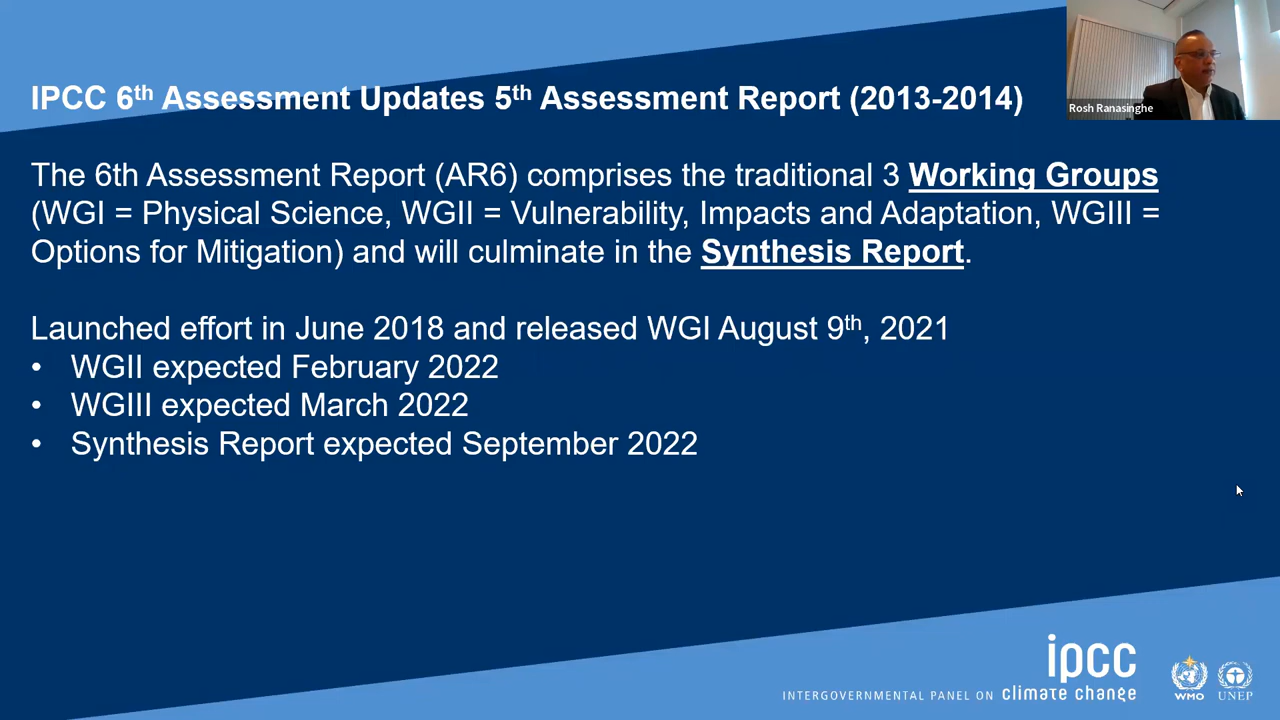 IPCC 6th Assessment Updates 5th Assessment Report (2013-2014)
Rosh Ranasinghe
The 6th Assessment Report (AR6) comprises the traditional 3 Working Groups
(WGI = Physical Science, WGII = Vulnerability, Impacts and Adaptation, WGIII =
Options for Mitigation) and will culminate in the Synthesis Report.
Launched effort in June 2018 and released WGI August 9th, 2021
• WGII expected February 2022
• WGIII expected March 2022
• Synthesis Report expected September 2022
ipcc
INTERGOVERNMENTAL PANEL ON climate change
WMO
UNEP